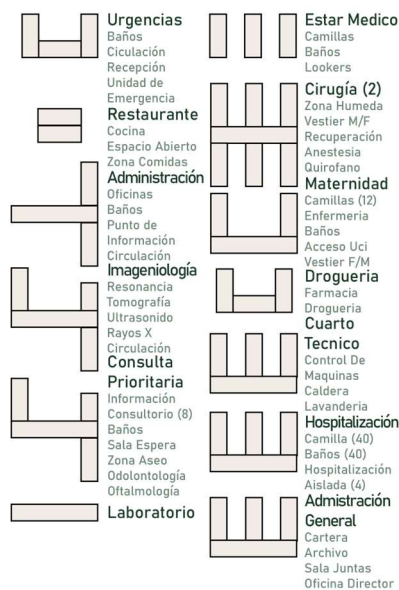 Urgencias
Baños
Ciculación
Recepción
Unidad de
Emergencia
Restaurante
Cocina
Espacio Abierto
Zona Comidas
Administración
Oficinas
Baños
Punto de
Información
Circulación
Imageniología
Resonancia
Tomografía
Ultrasonido
Rayos X
Circulación
Consulta
Prioritaria
Información
Consultorio (8)
Baños
Sala Espera
Zona Aseo
Odolontología
Oftalmología
Laboratorio
Estar Medico
Camillas
Baños
Lookers
Cirugía (2)
Zona Humeda
Vestier M/F
Recuperación
Anestesia
Quirofano
Maternidad
Camillas (12)
Enfermeria
Baños
Acceso Uci
Vestier F/M
Drogueria
Farmacia
Drogueria
Cuarto
Tecnico
Control De
Maquinas
Caldera
Lavanderia
Hospitalización
Camilla (40)
Baños (40)
Hospitalización
Aislada (4)
Admistración
General
Cartera
Archivo
Sala Juntas
Oficina Director